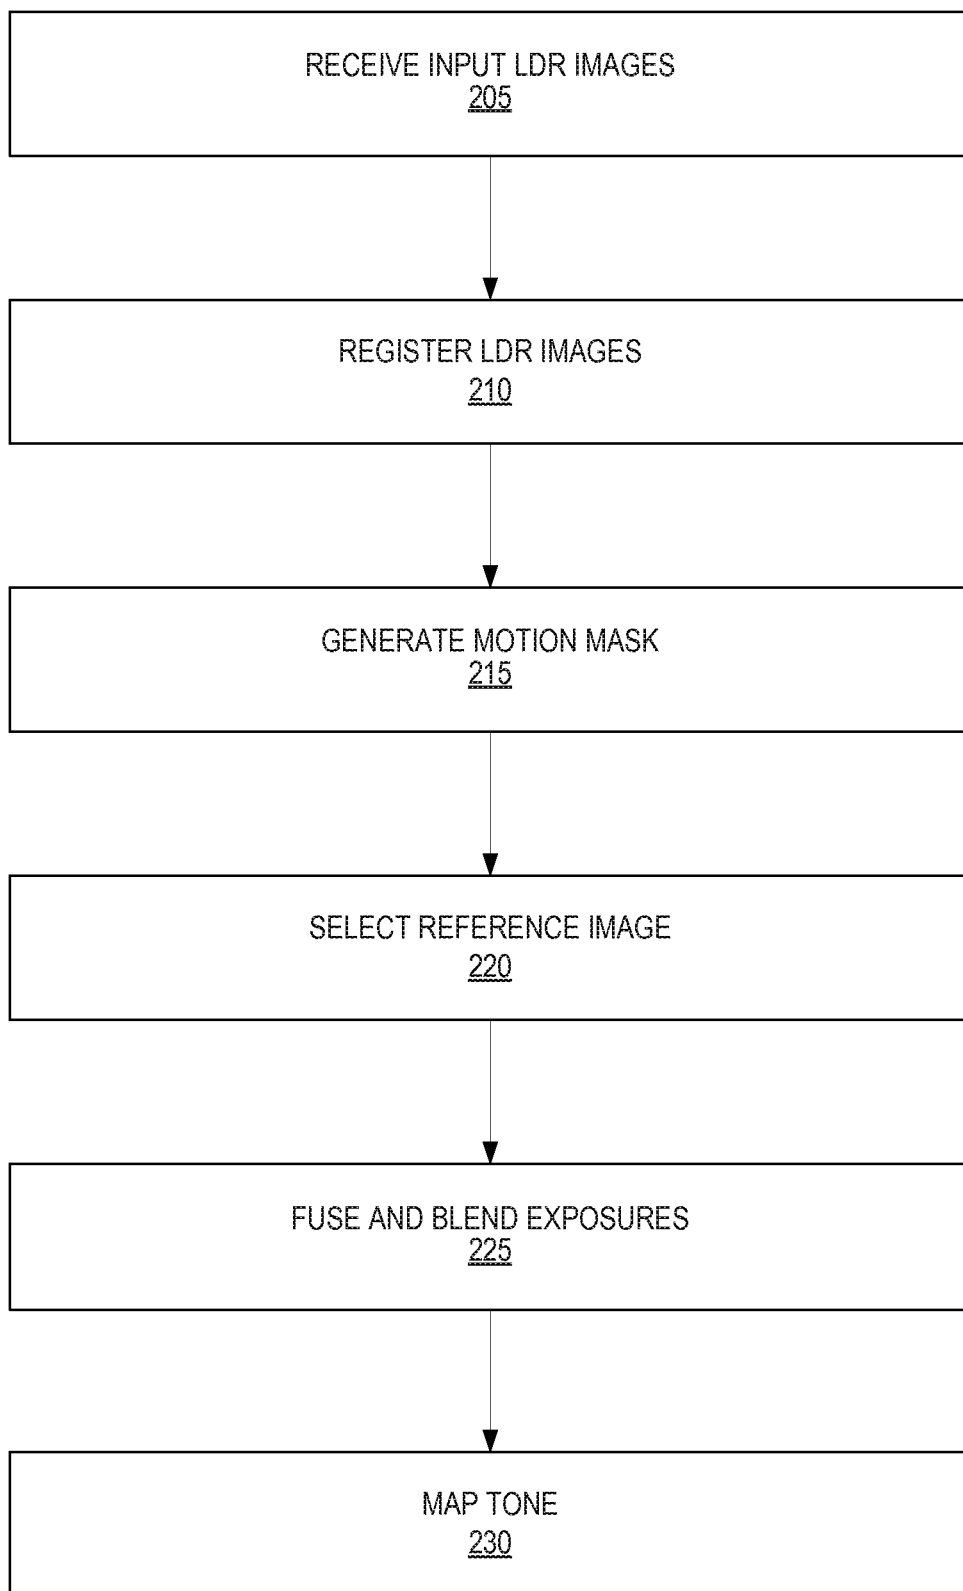 RECEIVE INPUT LDR IMAGES
205
REGISTER LDR IMAGES
210
GENERATE MOTION MASK
215
SELECT REFERENCE IMAGE
220
FUSE AND BLEND EXPOSURES
225
MAP TONE
230